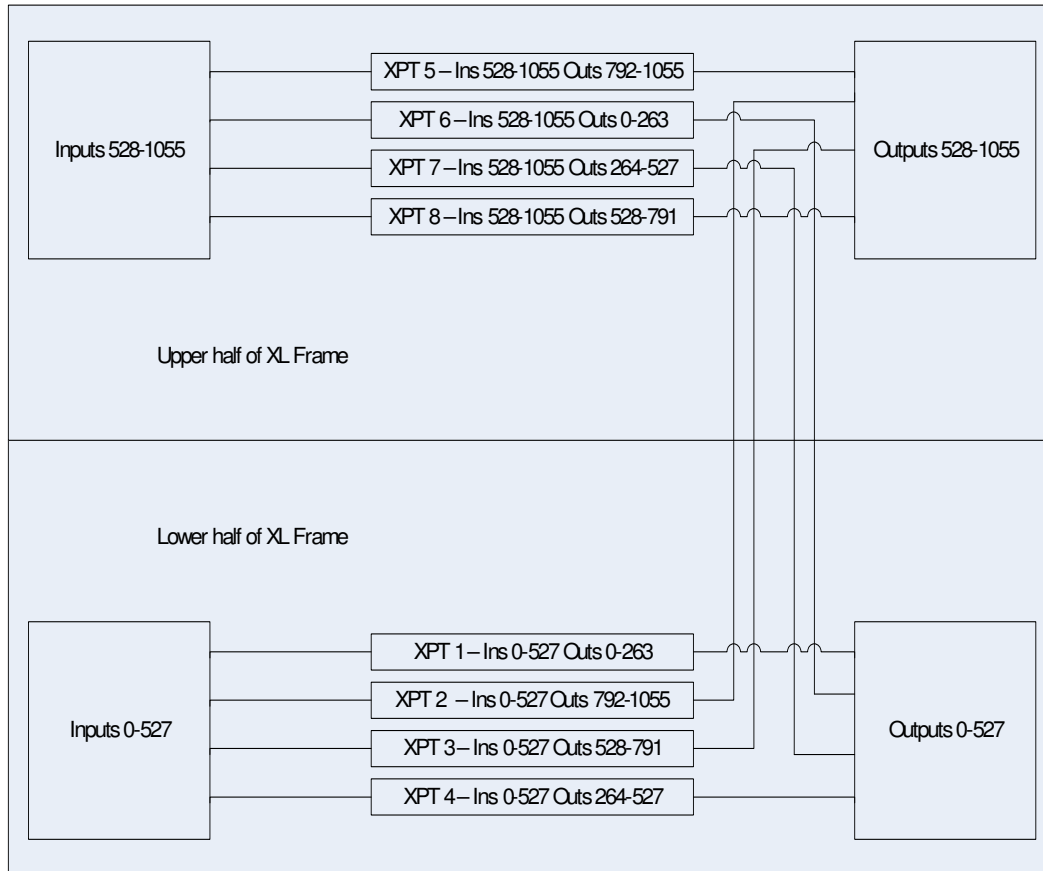 XPT 5 – Ins 528-1055 Outs 792-1055
XPT 6 – Ins 528-1055 Outs 0-263
Inputs 528-1055
Outputs 528-1055
XPT 7 – Ins 528-1055 Outs 264-527
XPT 8 – Ins 528-1055 Outs 528-791
Upper half of XL Frame
Lower half of XL Frame
XPT 1 – Ins 0-527 Outs 0-263
XPT 2 – Ins 0-527 Outs 792-1055
Inputs 0-527
Outputs 0-527
XPT 3 – Ins 0-527 Outs 528-791
XPT 4 – Ins 0-527 Outs 264-527